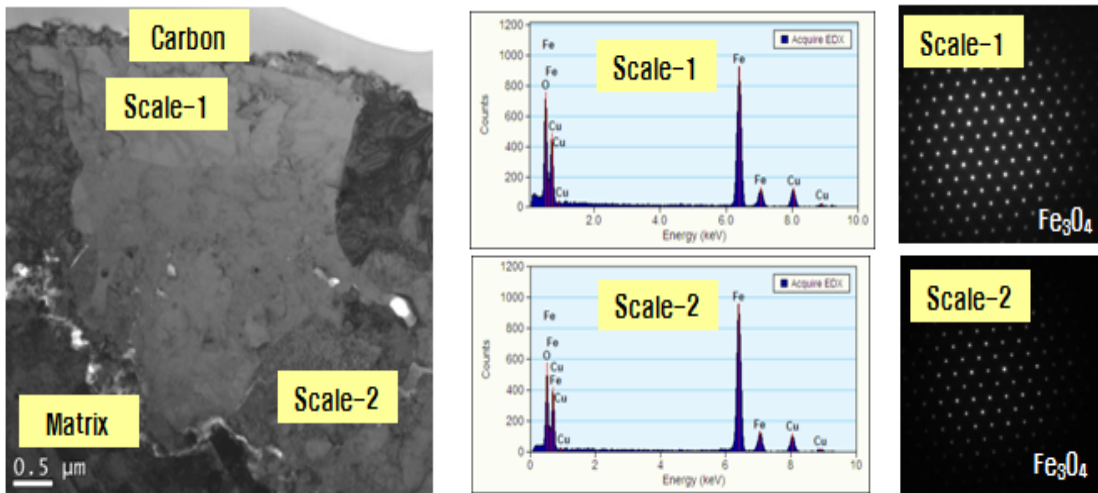 Carbon
Scale-1
Scale-2
Matrix
0.5 µm
1200
1000
800
600
400
200
0
Counts
Fe
Fe
O
Cu
Cu
Cu
Scale-1
Acquire EDX
Fe
Fe
Cu
Cu
2.0
4.0
6.0
8.0
10.0
Energy (keV)
Scale-1
Fe₃O₄
1200
1000
800
600
400
200
0
Counts
Fe
Fe
O
Cu
Fe
Cu
Cu
Scale-2
Acquire EDX
Fe
Fe
Cu
Cu
0
2
4
6
8
10
Energy (keV)
Scale-2
Fe₃O₄